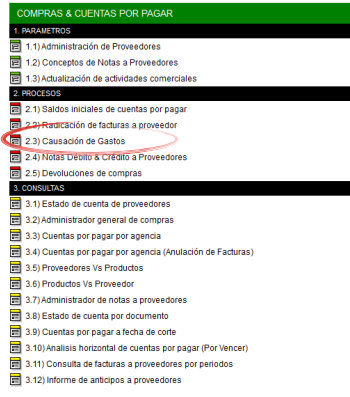 COMPRAS & CUENTAS POR PAGAR
1. PARAMETROS
1.1) Administración de Proveedores
1.2) Conceptos de Notas a Proveedores
1.3) Actualización de actividades comerciales
2. PROCESOS
2.1) Saldos iniciales de cuentas por pagar
2.2) Radicación de facturas a proveedor
2.3) Causación de Gastos
2.4) Notas Debito & Crédito a Proveedores
2.5) Devoluciones de compras
3. CONSULTAS
3.1) Estado de cuenta de proveedores
3.2) Administrador general de compras
3.3) Cuentas por pagar por agencia
3.4) Cuentas por pagar por agencia (Anulación de Facturas)
3.5) Proveedores Vs Productos
3.6) Productos Vs Proveedor
3.7) Administrador de notas a proveedores
3.8) Estado de cuenta por documento
3.9) Cuentas por pagar a fecha de corte
3.10) Analisis horizontal de cuentas por pagar (Por Vencer)
3.11) Consulta de facturas a proveedores por periodos
3.12) Informe de anticipos a proveedores